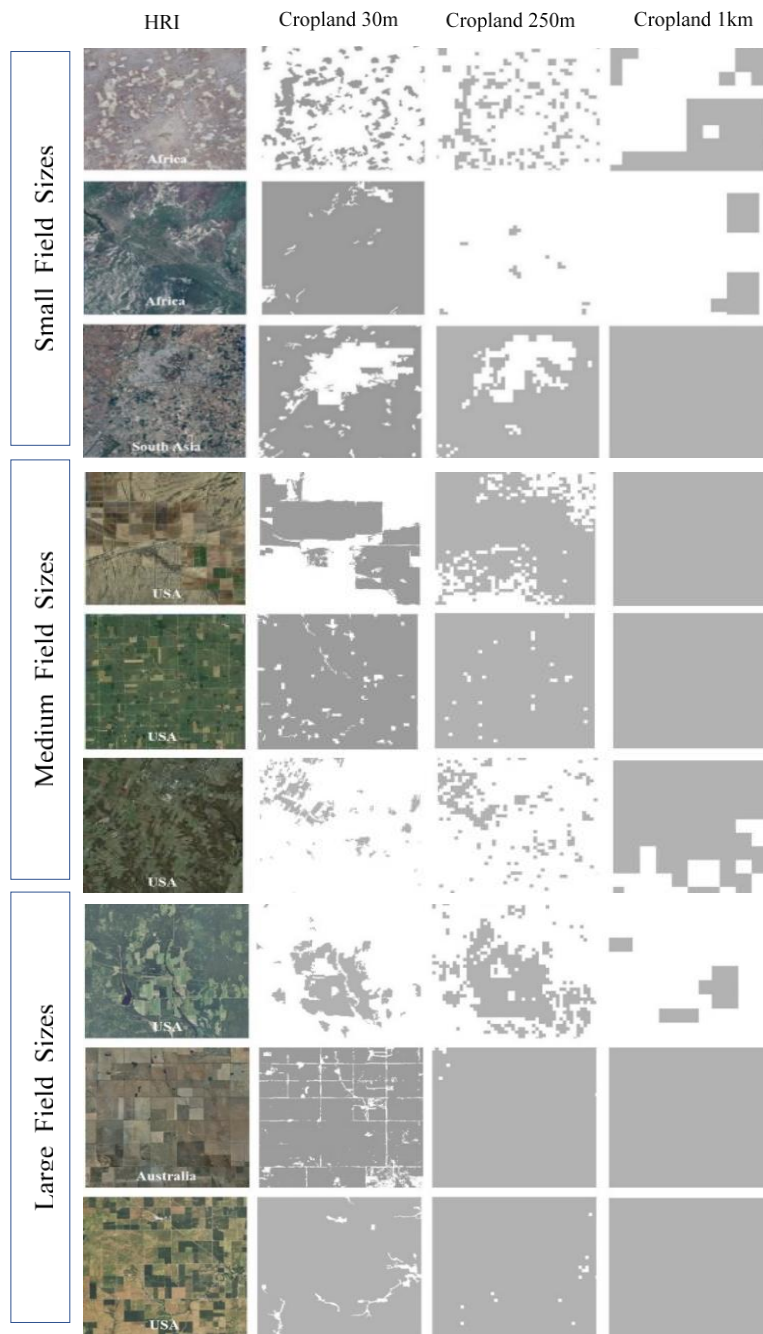 HRI Cropland 30m Cropland 250m Cropland 1km
Small Field Sizes
Africa
Africa
South Asia
Medium Field Sizes
USA
USA
USA
Large Field Sizes
USA
Australia
USA